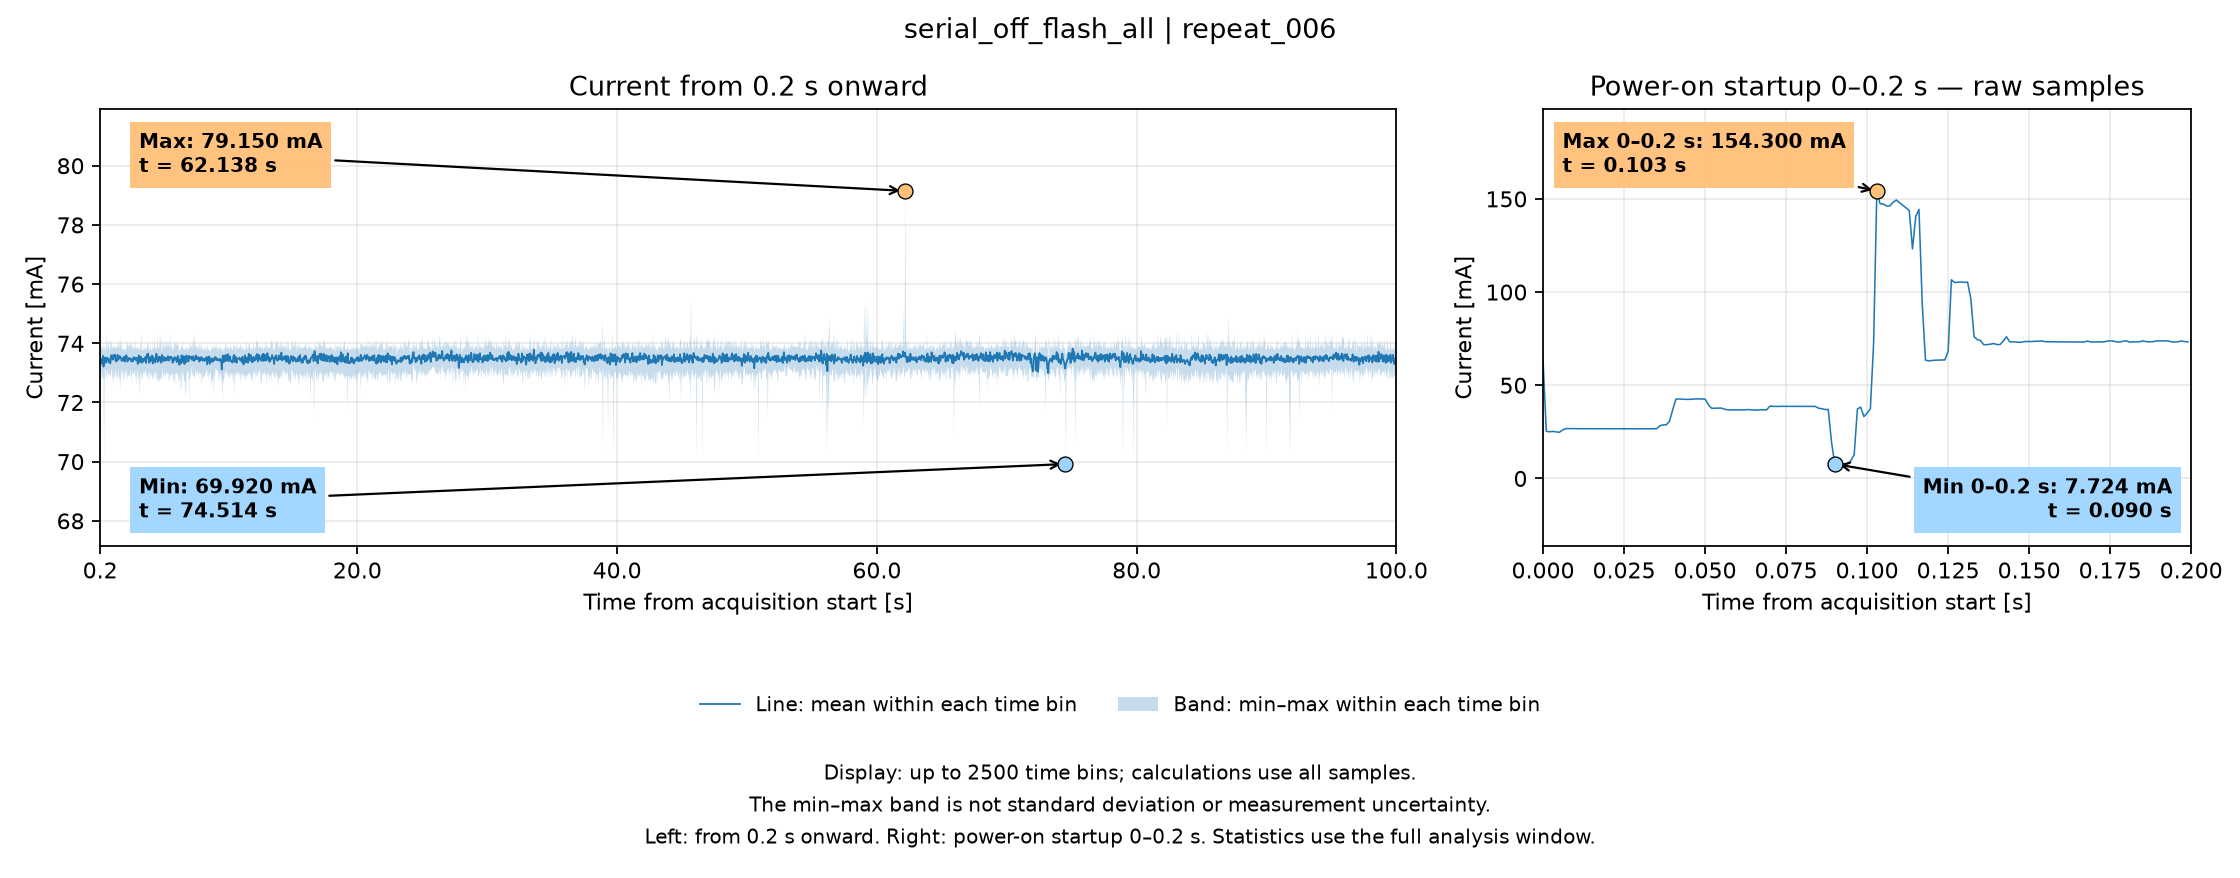 serial_off_flash_all | repeat_006
Current from 0.2 s onward
Max: 79.150 mA
t = 62.138 s
Min: 69.920 mA
t = 74.514 s
Current [mA]
80
78
76
74
72
70
68
0.2
20.0
40.0
60.0
80.0
100.0
Time from acquisition start [s]
Power-on startup 0–0.2 s — raw samples
Max 0–0.2 s: 154.300 mA
t = 0.103 s
Min 0–0.2 s: 7.724 mA
t = 0.090 s
Current [mA]
150
100
50
0
0.000
0.025
0.050
0.075
0.100
0.125
0.150
0.175
0.200
Time from acquisition start [s]
Line: mean within each time bin
Band: min–max within each time bin
Display: up to 2500 time bins; calculations use all samples.
The min–max band is not standard deviation or measurement uncertainty.
Left: from 0.2 s onward. Right: power-on startup 0–0.2 s. Statistics use the full analysis window.